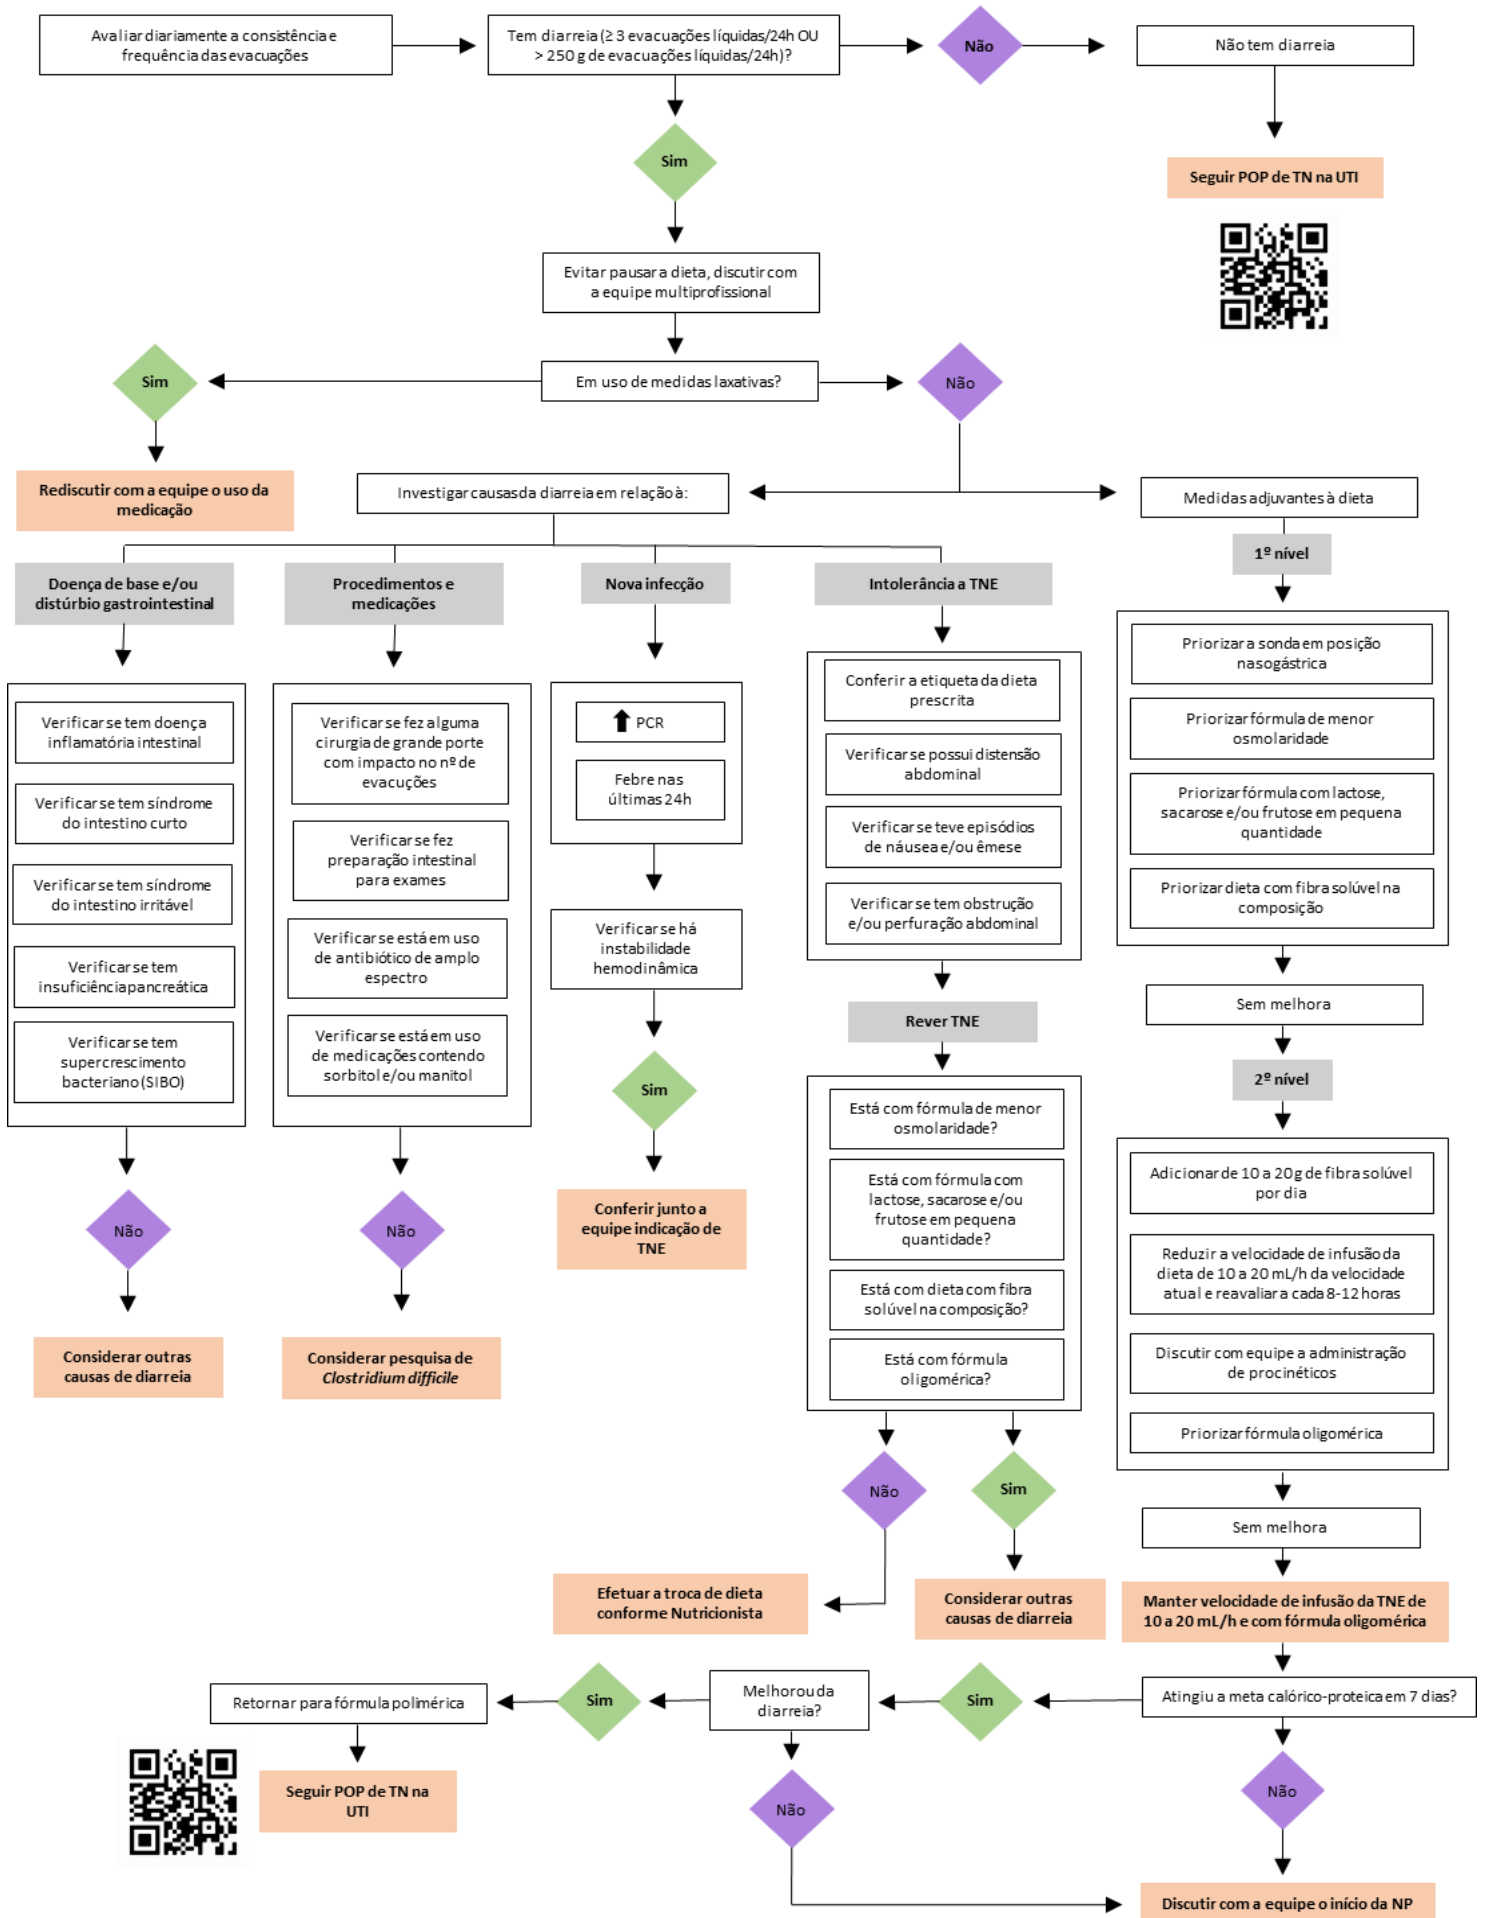 Avaliar diariamente a consistência e
frequência das evacuações
Tem diarreia (≥ 3 evacuações líquidas/24h OU
> 250 g de evacuações líquidas/24h)?
Não
Não tem diarreia
Sim
Seguir POP de TN na UTI
Evitar pausar a dieta, discutir com
a equipe multiprofissional
Sim
Em uso de medidas laxativas?
Não
Rediscutir com a equipe o uso da
medicação
Investigar causas da diarreia em relação à:
Medidas adjuvantes à dieta
1º nível
Doença de base e/ou
distúrbio gastrointestinal
Procedimentos e
medicações
Nova infecção
Intolerância a TNE
Verificar se tem doença
inflamatória intestinal
Verificar se tem síndrome
do intestino curto
Verificar se tem síndrome
do intestino irritável
Verificar se tem
insuficiência pancreática
Verificar se tem
supercrescimento
bacteriano (SIBO)
Não
Considerar outras
causas de diarreia
Verificar se fez alguma
cirurgia de grande porte
com impacto no nº de
evacuções
Verificar se fez
preparação intestinal
para exames
Verificar se está em uso
de antibiótico de amplo
espectro
Verificar se está em uso
de medicações contendo
sorbitol e/ou manitol
Não
Considerar pesquisa de
Clostridium difficile
PCR
Febre nas
últimas 24h
Verificar se há
instabilidade
hemodinâmica
Sim
Conferir junto a
equipe indicação de
TNE
Conferir a etiqueta da dieta
prescrita
Verificar se possui distensão
abdominal
Verificar se teve episódios
de náusea e/ou êmese
Verificar se tem obstrução
e/ou perfuração abdominal
Rever TNE
Está com fórmula de menor
osmolaridade?
Está com fórmula com
lactose, sacarose e/ou
frutose em pequena
quantidade?
Está com dieta com fibra
solúvel na composição?
Está com fórmula
oligomérica?
Não
Sim
Efetuar a troca de dieta
conforme Nutricionista
Considerar outras
causas de diarreia
Priorizar a sonda em posição
nasogástrica
Priorizar fórmula de menor
osmolaridade
Priorizar fórmula com lactose,
sacarose e/ou frutose em pequena
quantidade
Priorizar dieta com fibra solúvel na
composição
Sem melhora
2º nível
Adicionar de 10 a 20 g de fibra solúvel
por dia
Reduzir a velocidade de infusão da
dieta de 10 a 20 mL/h da velocidade
atual e reavaliar a cada 8-12 horas
Discutir com equipe a administração
de procinéticos
Priorizar fórmula oligomérica
Sem melhora
Manter velocidade de infusão da TNE de
10 a 20 mL/h e com fórmula oligomérica
Atingiu a meta calórico-proteica em 7 dias?
Sim
Melhorou da
diarreia?
Sim
Retornar para fórmula polimérica
Seguir POP de TN na
UTI
Não
Não
Discutir com a equipe o início da NP